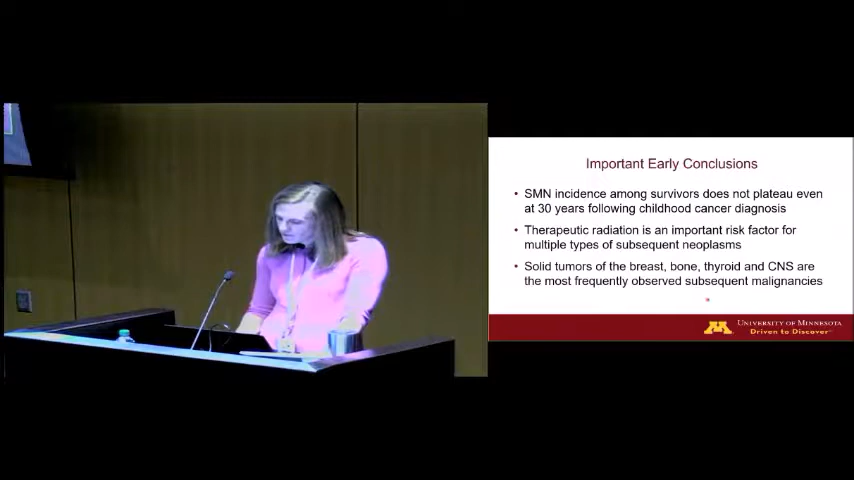 Important Early Conclusions
• SMN incidence among survivors does not plateau even
at 30 years following childhood cancer diagnosis
• Therapeutic radiation is an important risk factor for
multiple types of subsequent neoplasms
• Solid tumors of the breast, bone, thyroid and CNS are
the most frequently observed subsequent malignancies
M
UNIVERSITY OF MINNESOTA
Driven to Discover℠